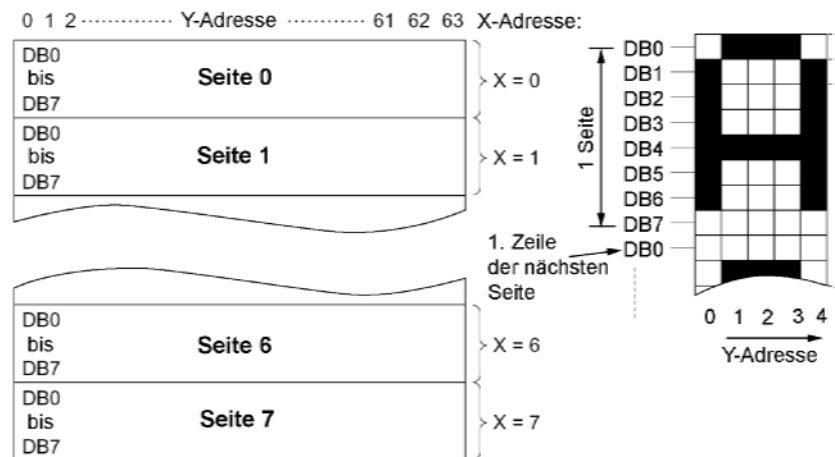 0 1 2 ·············· Y-Adresse ············ 61 62 63 X-Adresse:
DB0
bis
DB7
Seite 0
X = 0
DB0
bis
DB7
Seite 1
X = 1
DB0
bis
DB7
Seite 6
X = 6
DB0
bis
DB7
Seite 7
X = 7
DB0
DB1
DB2
DB3
DB4
DB5
DB6
DB7
DB0
1 Seite
1. Zeile
der nächsten
Seite
0 1 2 3 4
Y-Adresse